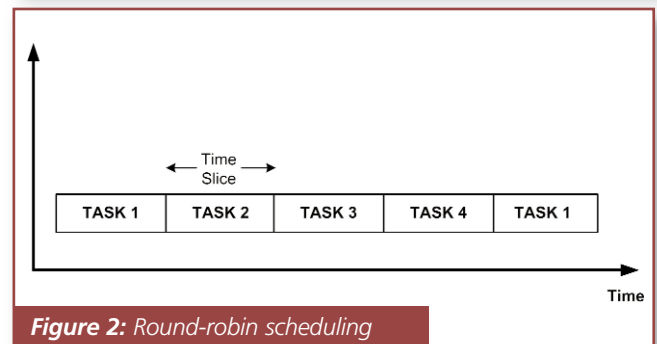 Time
Slice
TASK 1 TASK 2 TASK 3 TASK 4 TASK 1
Time
Figure 2: Round-robin scheduling